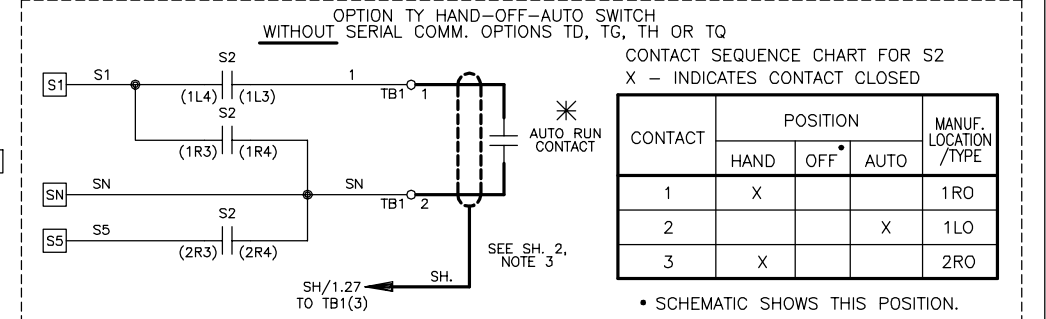 OPTION TY HAND-OFF-AUTO SWITCH
WITHOUT SERIAL COMM. OPTIONS TD, TG, TH OR TQ
S1
S1
S2
(1L4)
(1L3)
1
TB1
1
S2
(1R3)
(1R4)
AUTO RUN
CONTACT
SN
SN
SN
TB1
2
S5
S5
S2
(2R3)
(2R4)
SEE SH. 2,
NOTE 3
SH.
SH/1.27
TO TB1(3)
CONTACT SEQUENCE CHART FOR S2
X - INDICATES CONTACT CLOSED
CONTACT
POSITION
MANUF.
LOCATION
/TYPE
HAND
OFF•
AUTO
1 X 1RO
2 X 1LO
3 X 2RO
• SCHEMATIC SHOWS THIS POSITION.